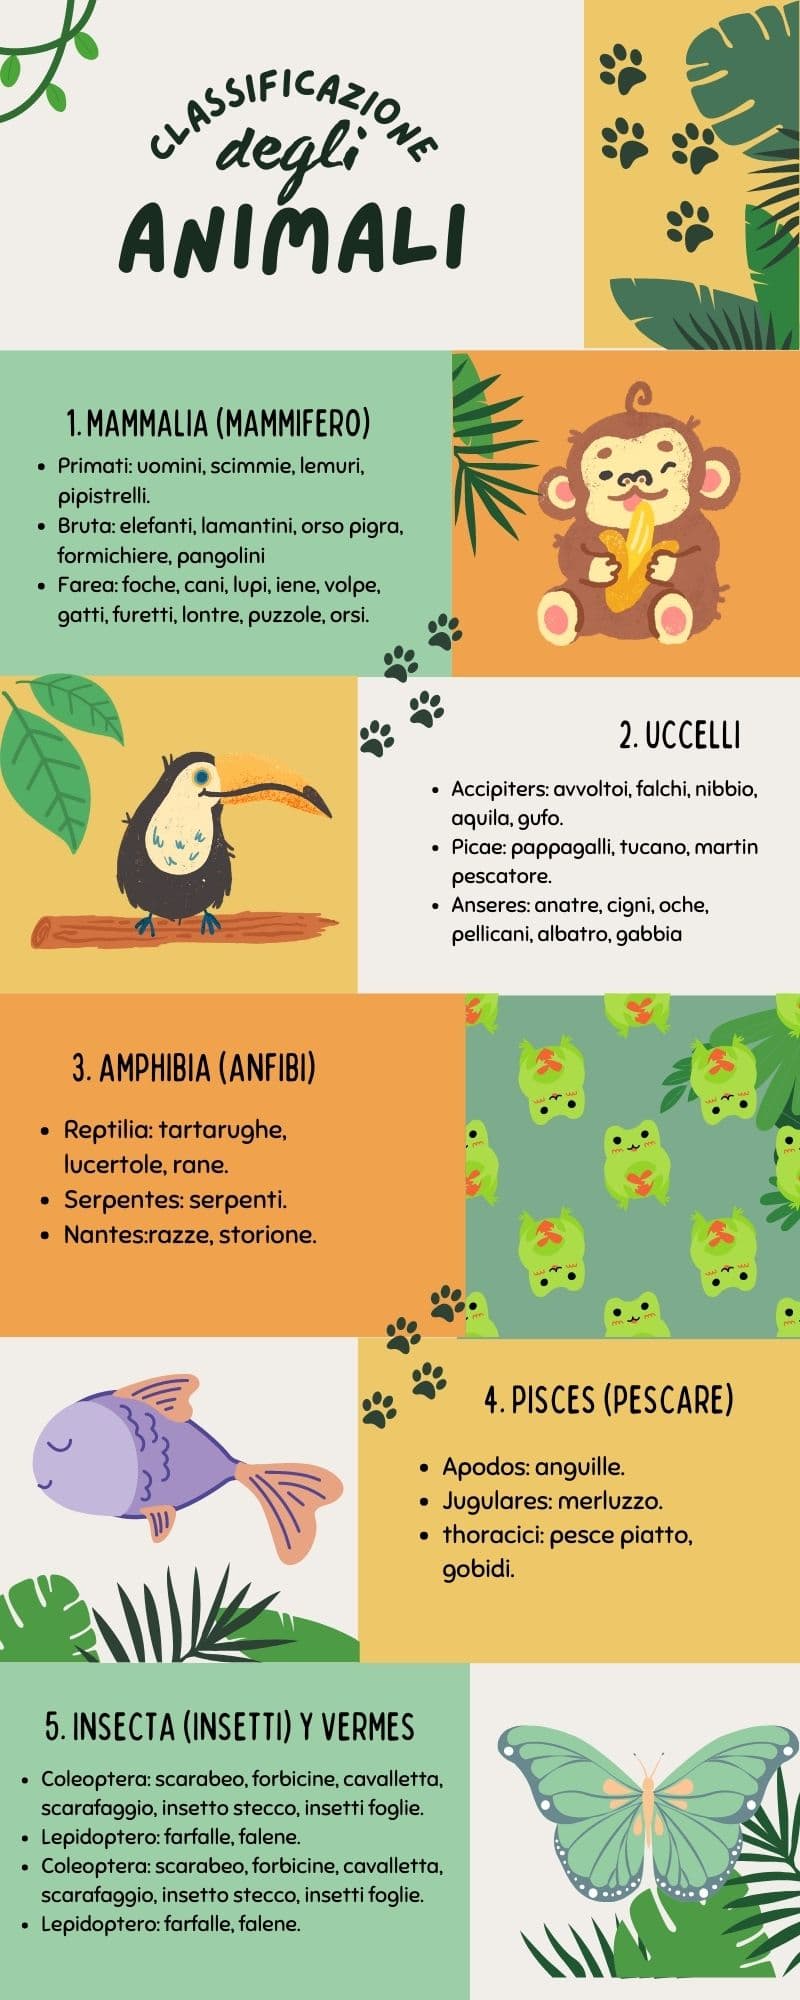 CLASSIFICAZIONE
degli
ANIMALI
1. MAMMALIA (MAMMIFERO)
• Primati: uomini, scimmie, lemuri,
pipistrelli.
• Bruta: elefanti, lamantini, orso pigra,
formichiere, pangolini
• Farea: foche, cani, lupi, iene, volpe,
gatti, furetti, lontre, puzzole, orsi.
2. UCCELLI
• Accipiters: avvoltoi, falchi, nibbio,
aquila, gufo.
• Picae: pappagalli, tucano, martin
pescatore.
• Anseres: anatre, cigni, oche,
pellicani, albatro, gabbia
3. AMPHIBIA (ANFIBI)
• Reptilia: tartarughe,
lucertole, rane.
• Serpentes: serpenti.
• Nantes:razze, storione.
4. PISCES (PESCARE)
• Apodos: anguille.
• Jugulares: merluzzo.
• thoracici: pesce piatto,
gobidi.
5. INSECTA (INSETTI) Y VERMES
• Coleoptera: scarabeo, forbicine, cavalletta,
scarafaggio, insetto stecco, insetti foglie.
• Lepidoptero: farfalle, falene.
• Coleoptera: scarabeo, forbicine, cavalletta,
scarafaggio, insetto stecco, insetti foglie.
• Lepidoptero: farfalle, falene.